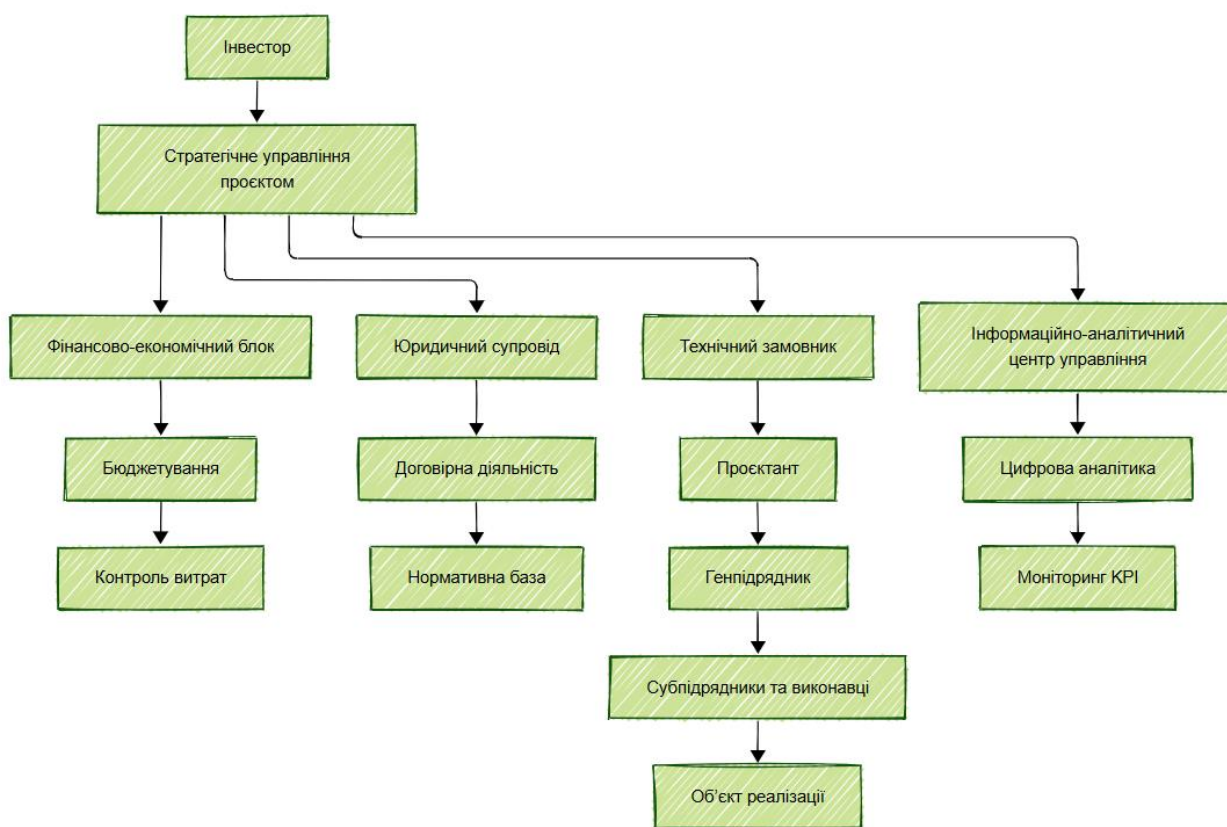 Інвестор
Стратегічне управління
проєктом
Фінансово-економічний блок
Юридичний супровід
Технічний замовник
Інформаційно-аналітичний
центр управління
Бюджетування
Договірна діяльність
Проєктант
Цифрова аналітика
Контроль витрат
Нормативна база
Генпідрядник
Моніторинг KPI
Субпідрядники та виконавці
Об’єкт реалізації